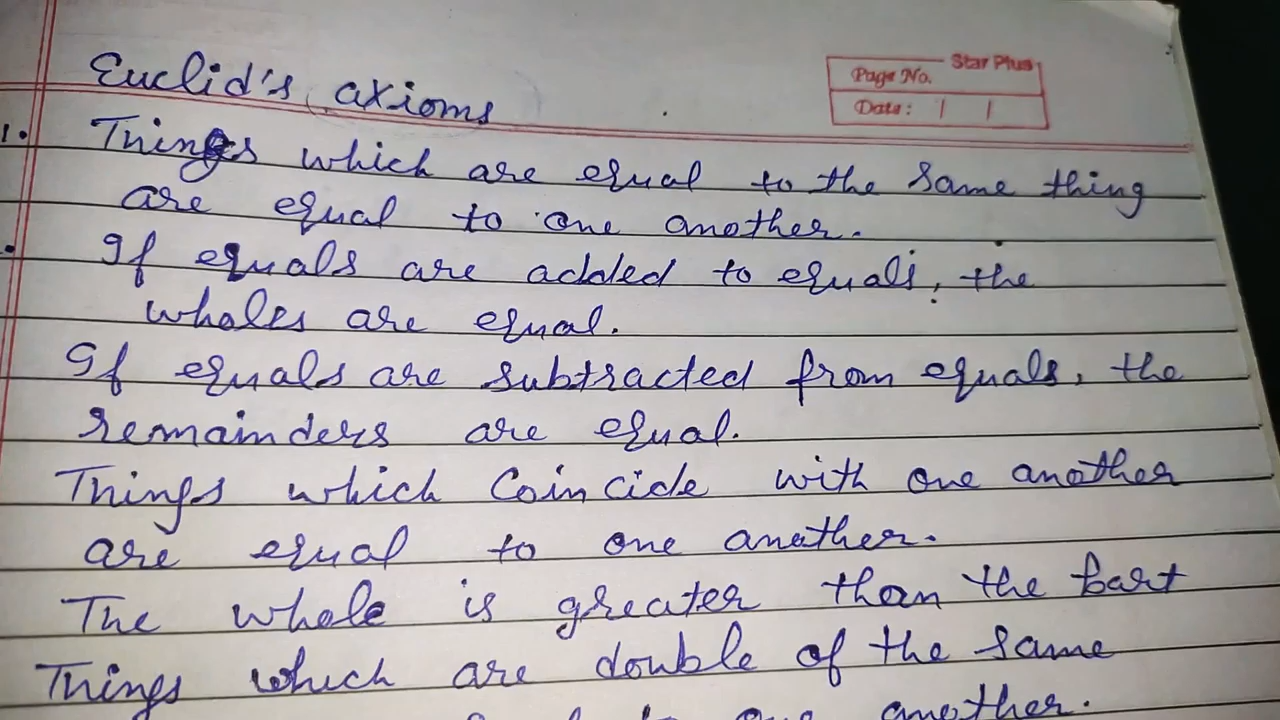 Star Plus
Page No.
Date:
Euclid's axioms
1. Things which are equal to the same thing
are equal to one another.
If equals are added to equals, the
wholes are equal.
If equals are subtracted from equals, the
remainders are equal.
Things which Coincide with one another
are equal to one another.
The whole is greater than the part
Things which are double of the same
one another.